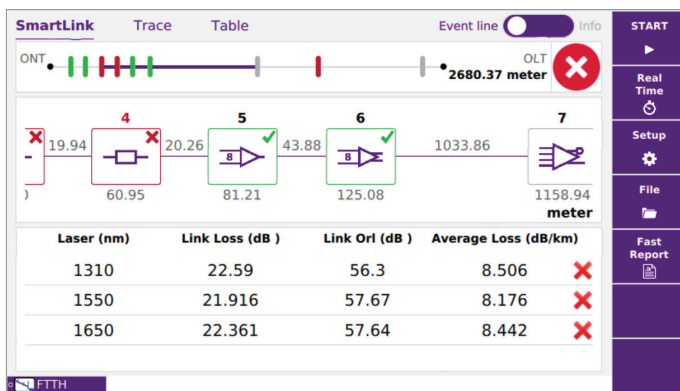 SmartLink Trace Table Event line Info
ONT OLT
2680.37 meter
4 5 6 7
19.94 20.26 43.88 1033.86
8 8
60.95 81.21 125.08 1158.94
meter
Laser (nm) Link Loss (dB ) Link Orl (dB ) Average Loss (dB/km)
1310 22.59 56.3 8.506
1550 21.916 57.67 8.176
1650 22.361 57.64 8.442
FTTH
START
Real
Time
Setup
File
Fast
Report